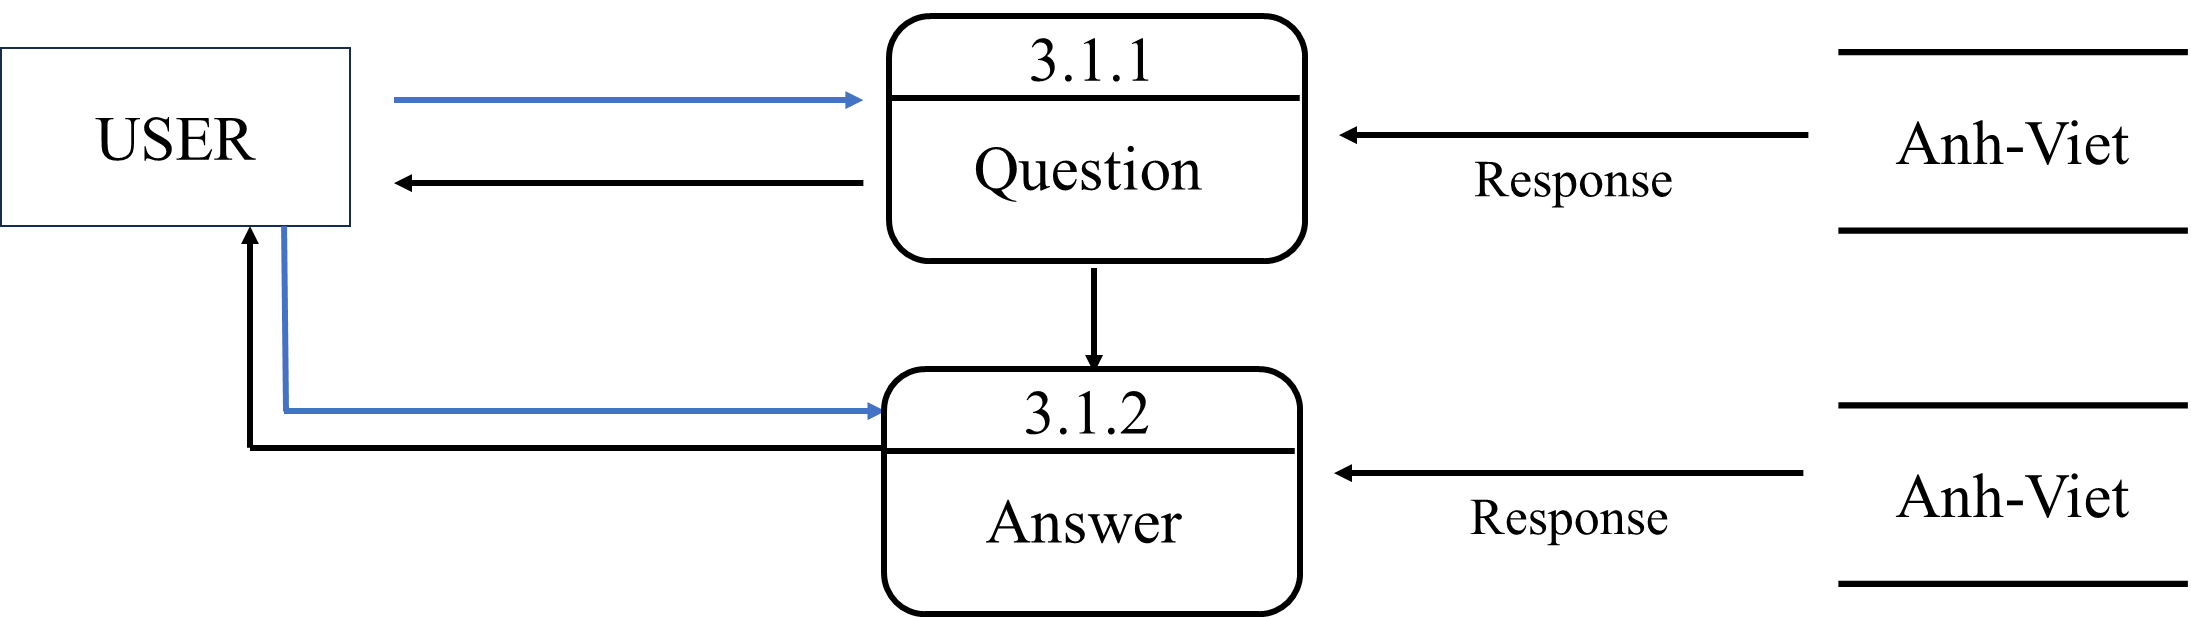 USER
3.1.1
Question
Response
Anh-Viet
3.1.2
Answer
Response
Anh-Viet